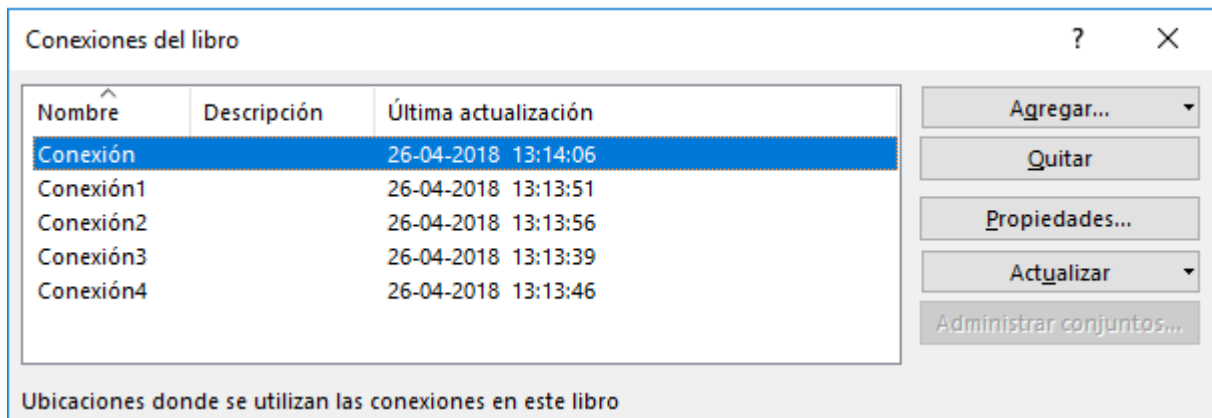 Conexiones del libro
Nombre Descripción Última actualización
Conexión 26-04-2018 13:14:06
Conexión1 26-04-2018 13:13:51
Conexión2 26-04-2018 13:13:56
Conexión3 26-04-2018 13:13:39
Conexión4 26-04-2018 13:13:46
Agregar...
Quitar
Propiedades...
Actualizar
Administrar conjuntos...
Ubicaciones donde se utilizan las conexiones en este libro